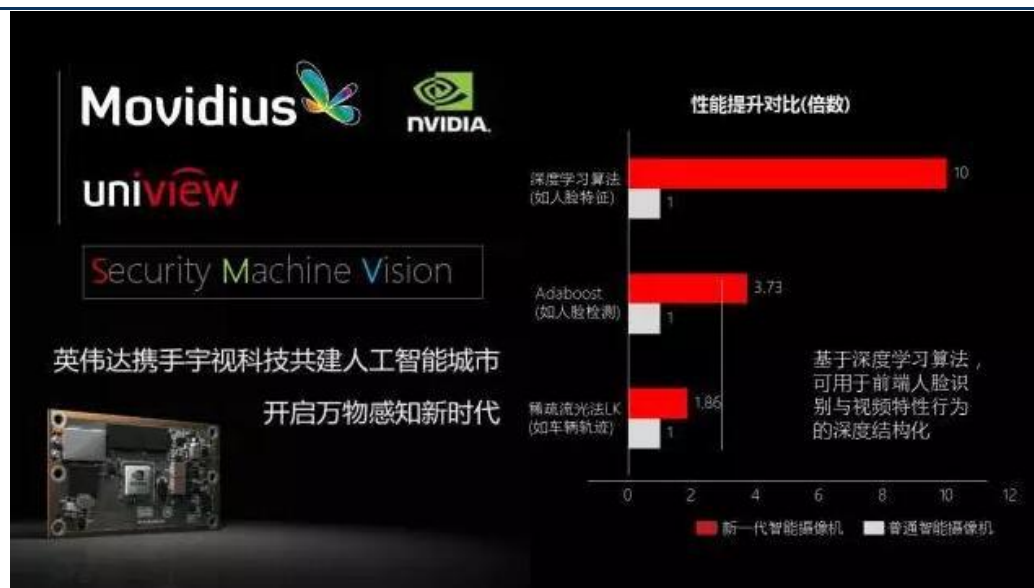 Movidius
NVIDIA.
uniview
Security Machine Vision
英伟达携手宇视科技共建人工智能城市
开启万物感知新时代
性能提升对比(倍数)
深度学习算法
(如人脸特征)
10
1
Adaboost
(如人脸检测)
3.73
1
稀疏流光法LK
(如车辆轨迹)
1.86
1
基于深度学习算法，
可用于前端人脸识
别与视频特性行为
的深度结构化
0 2 4 6 8 10 12
新一代智能摄像机 普通智能摄像机